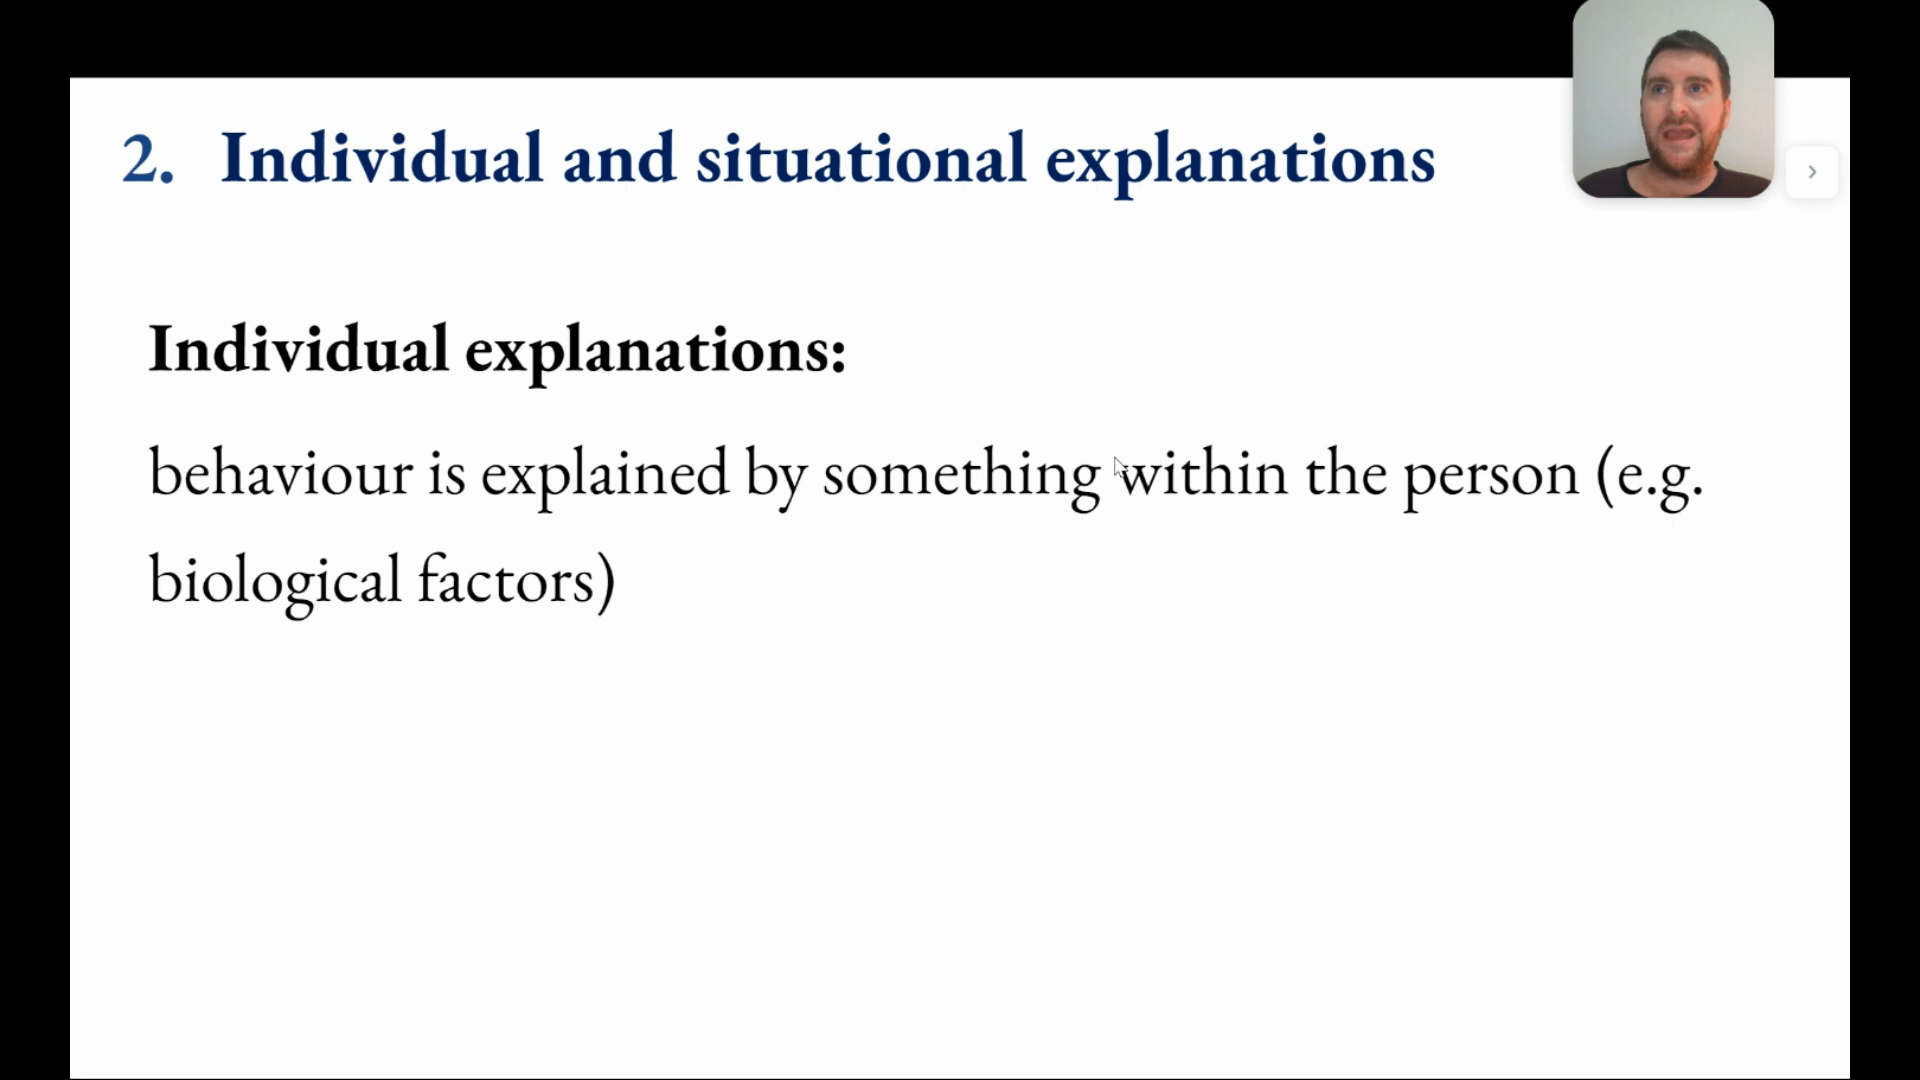 2. Individual and situational explanations
Individual explanations:
behaviour is explained by something within the person (e.g.
biological factors)